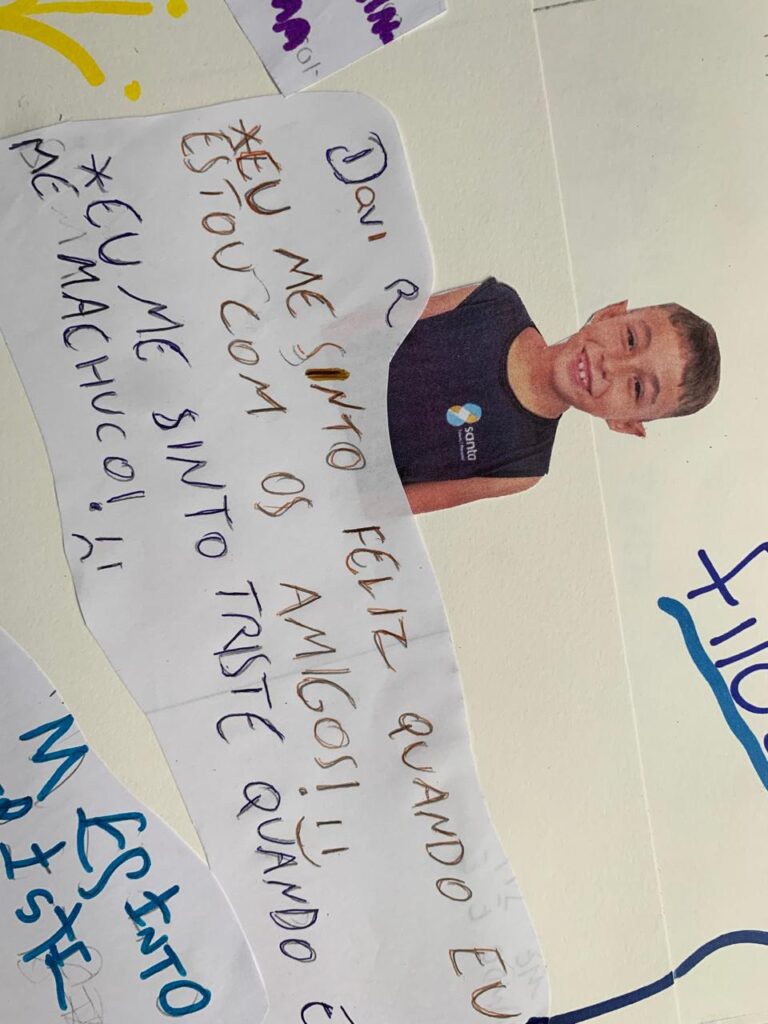 Davi R
*EU ME SINTO FELIZ QUANDO EU
ESTOU COM OS AMIGOS!! :)
*EU ME SINTO TRISTE QUANDO E
ME MACHUCO! :(
santa
FILO
ME SINTO
TRISTE